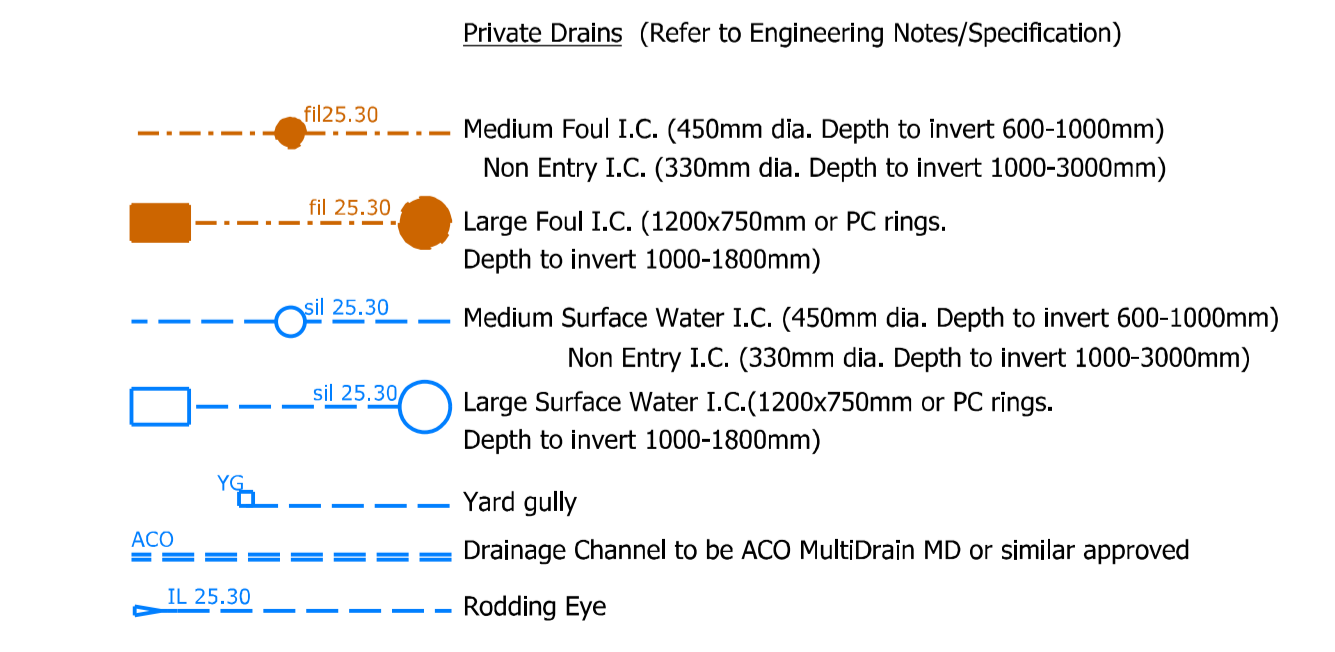 Private Drains (Refer to Engineering Notes/Specification)
fil25.30
Medium Foul I.C. (450mm dia. Depth to invert 600-1000mm)
Non Entry I.C. (330mm dia. Depth to invert 1000-3000mm)
fil 25.30
Large Foul I.C. (1200x750mm or PC rings.
Depth to invert 1000-1800mm)
sil 25.30
Medium Surface Water I.C. (450mm dia. Depth to invert 600-1000mm)
Non Entry I.C. (330mm dia. Depth to invert 1000-3000mm)
sil 25.30
Large Surface Water I.C.(1200x750mm or PC rings.
Depth to invert 1000-1800mm)
YG
Yard gully
ACO
Drainage Channel to be ACO MultiDrain MD or similar approved
IL 25.30
Rodding Eye